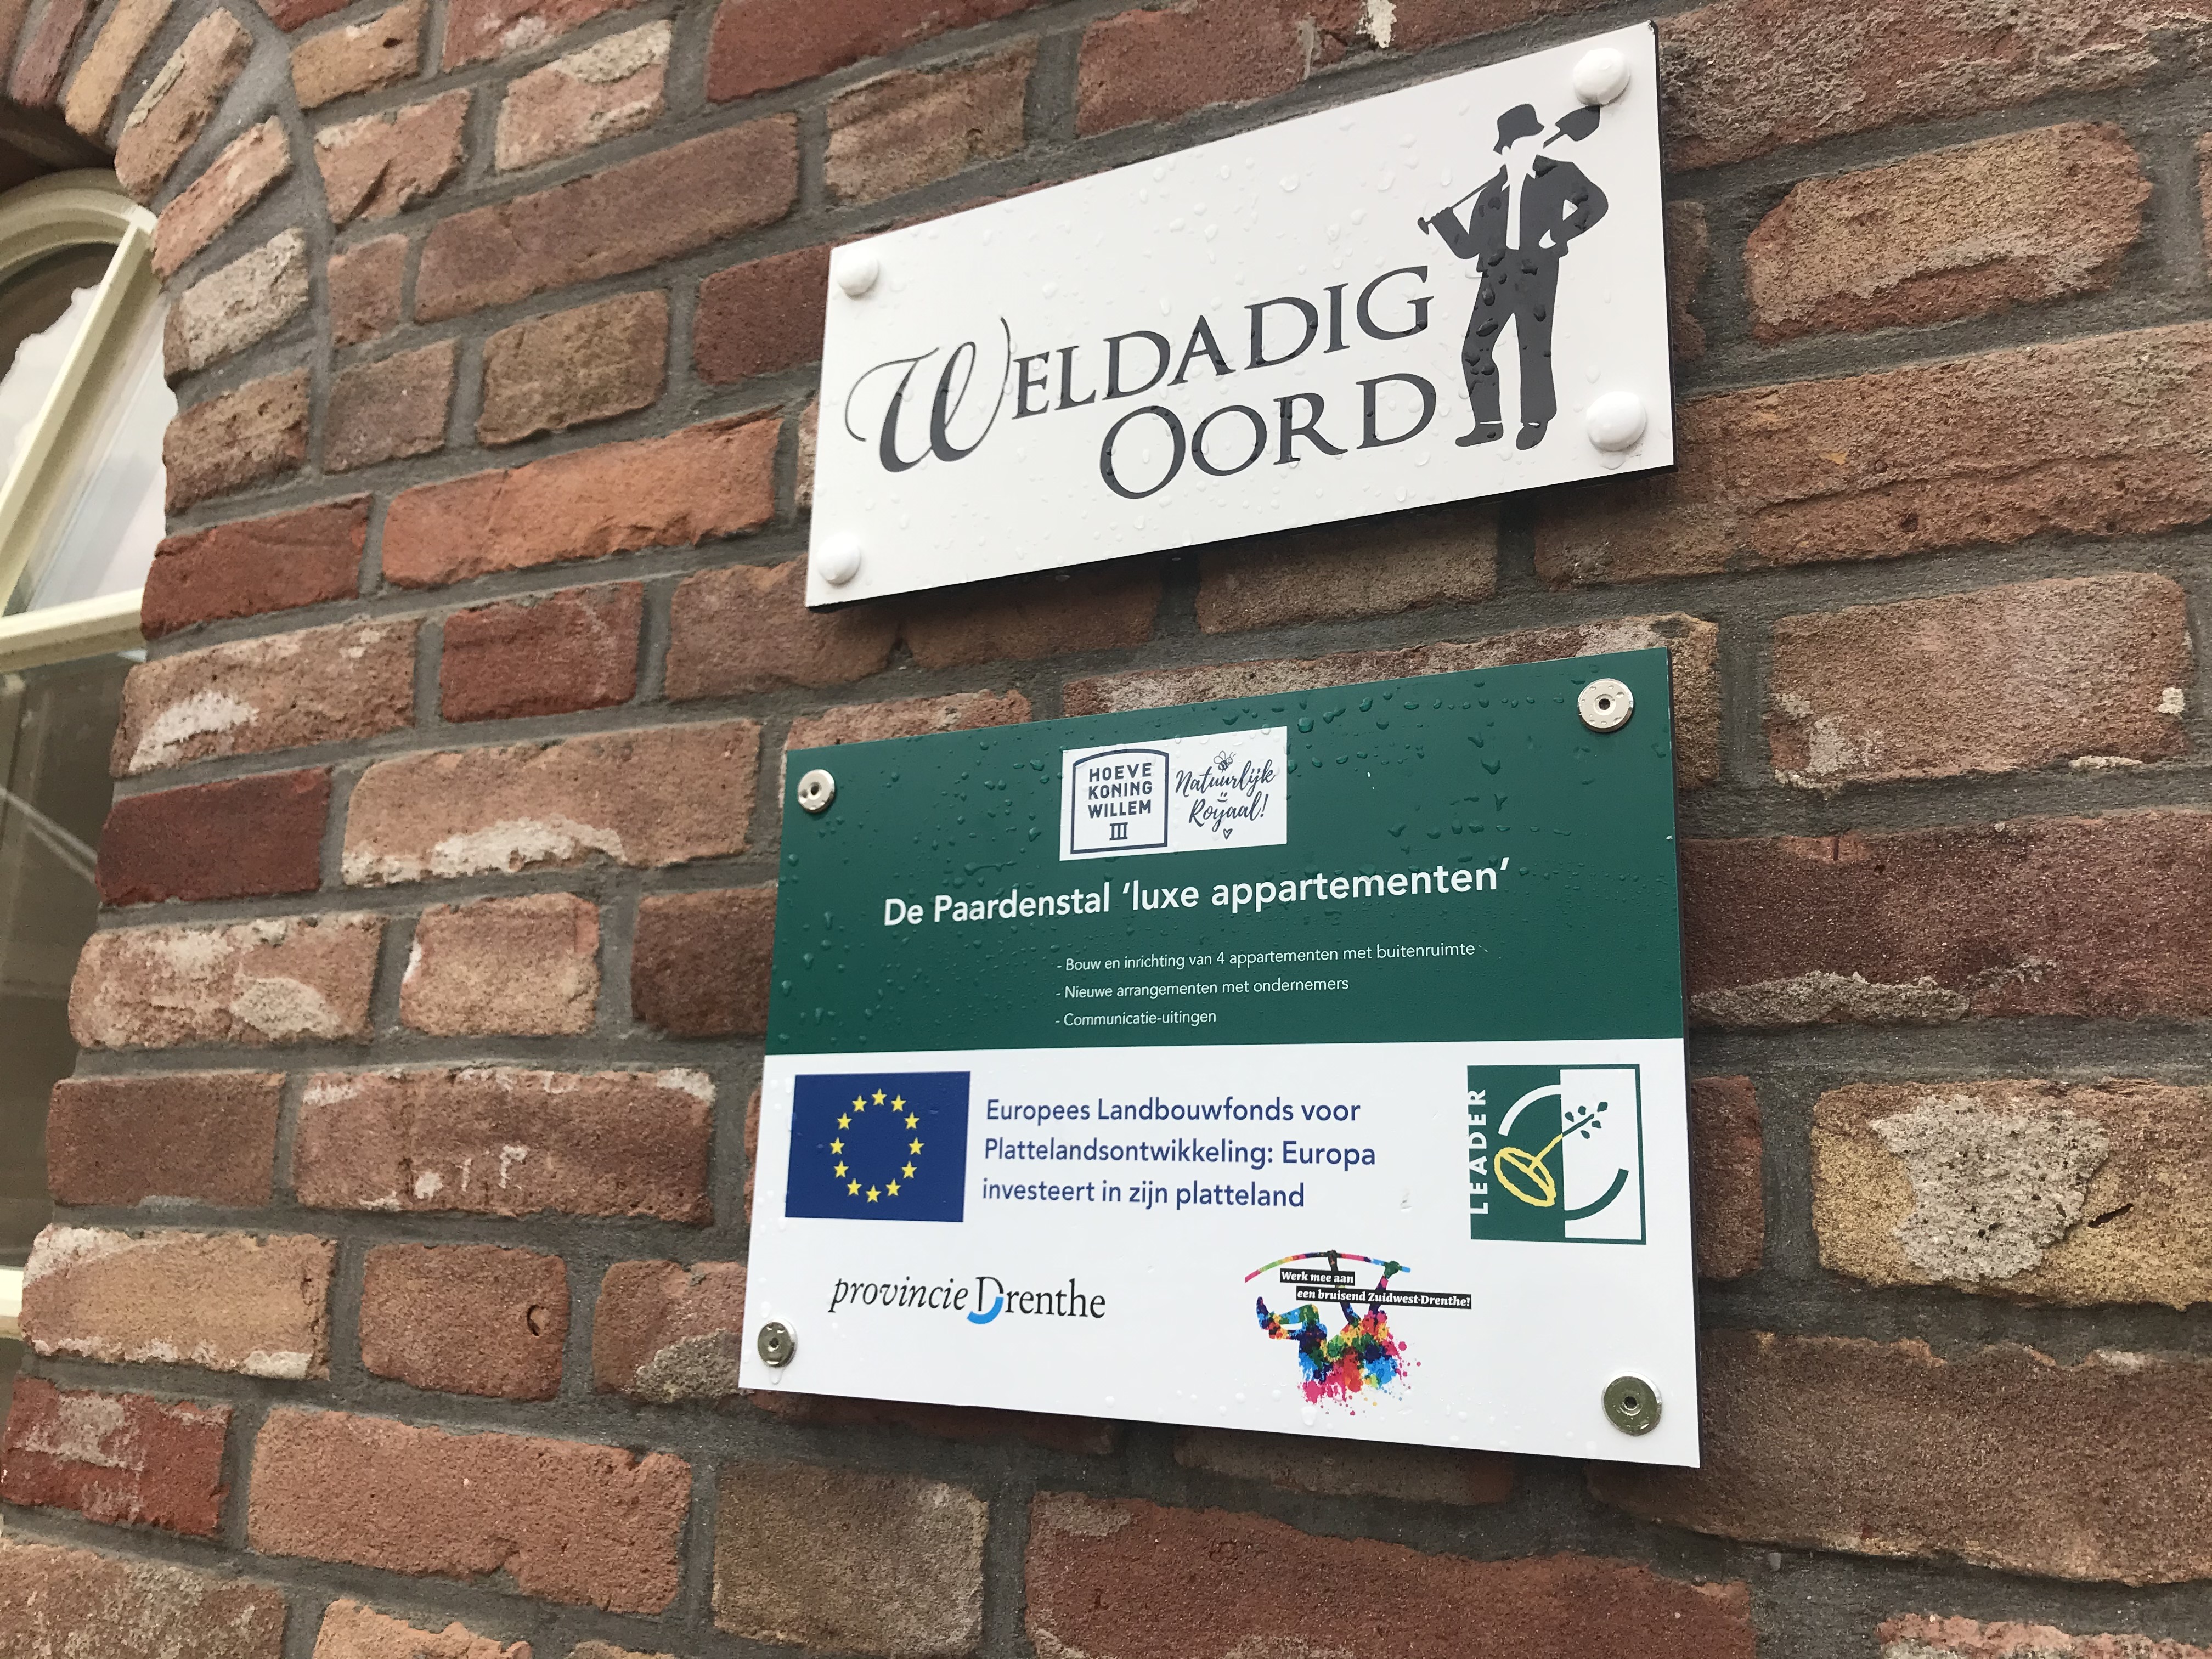 WELDADIG
OORD
HOEVE
KONING
WILLEM
III
Natuurlijk
Royaal!
De Paardenstal ‘luxe appartementen’
- Bouw en inrichting van 4 appartementen met buitenruimte
- Nieuwe arrangementen met ondernemers
- Communicatie-uitingen
Europees Landbouwfonds voor
Plattelandsontwikkeling: Europa
investeert in zijn platteland
LEADER
provincie Drenthe
Werk mee aan
een bruisend Zuidwest-Drenthe!